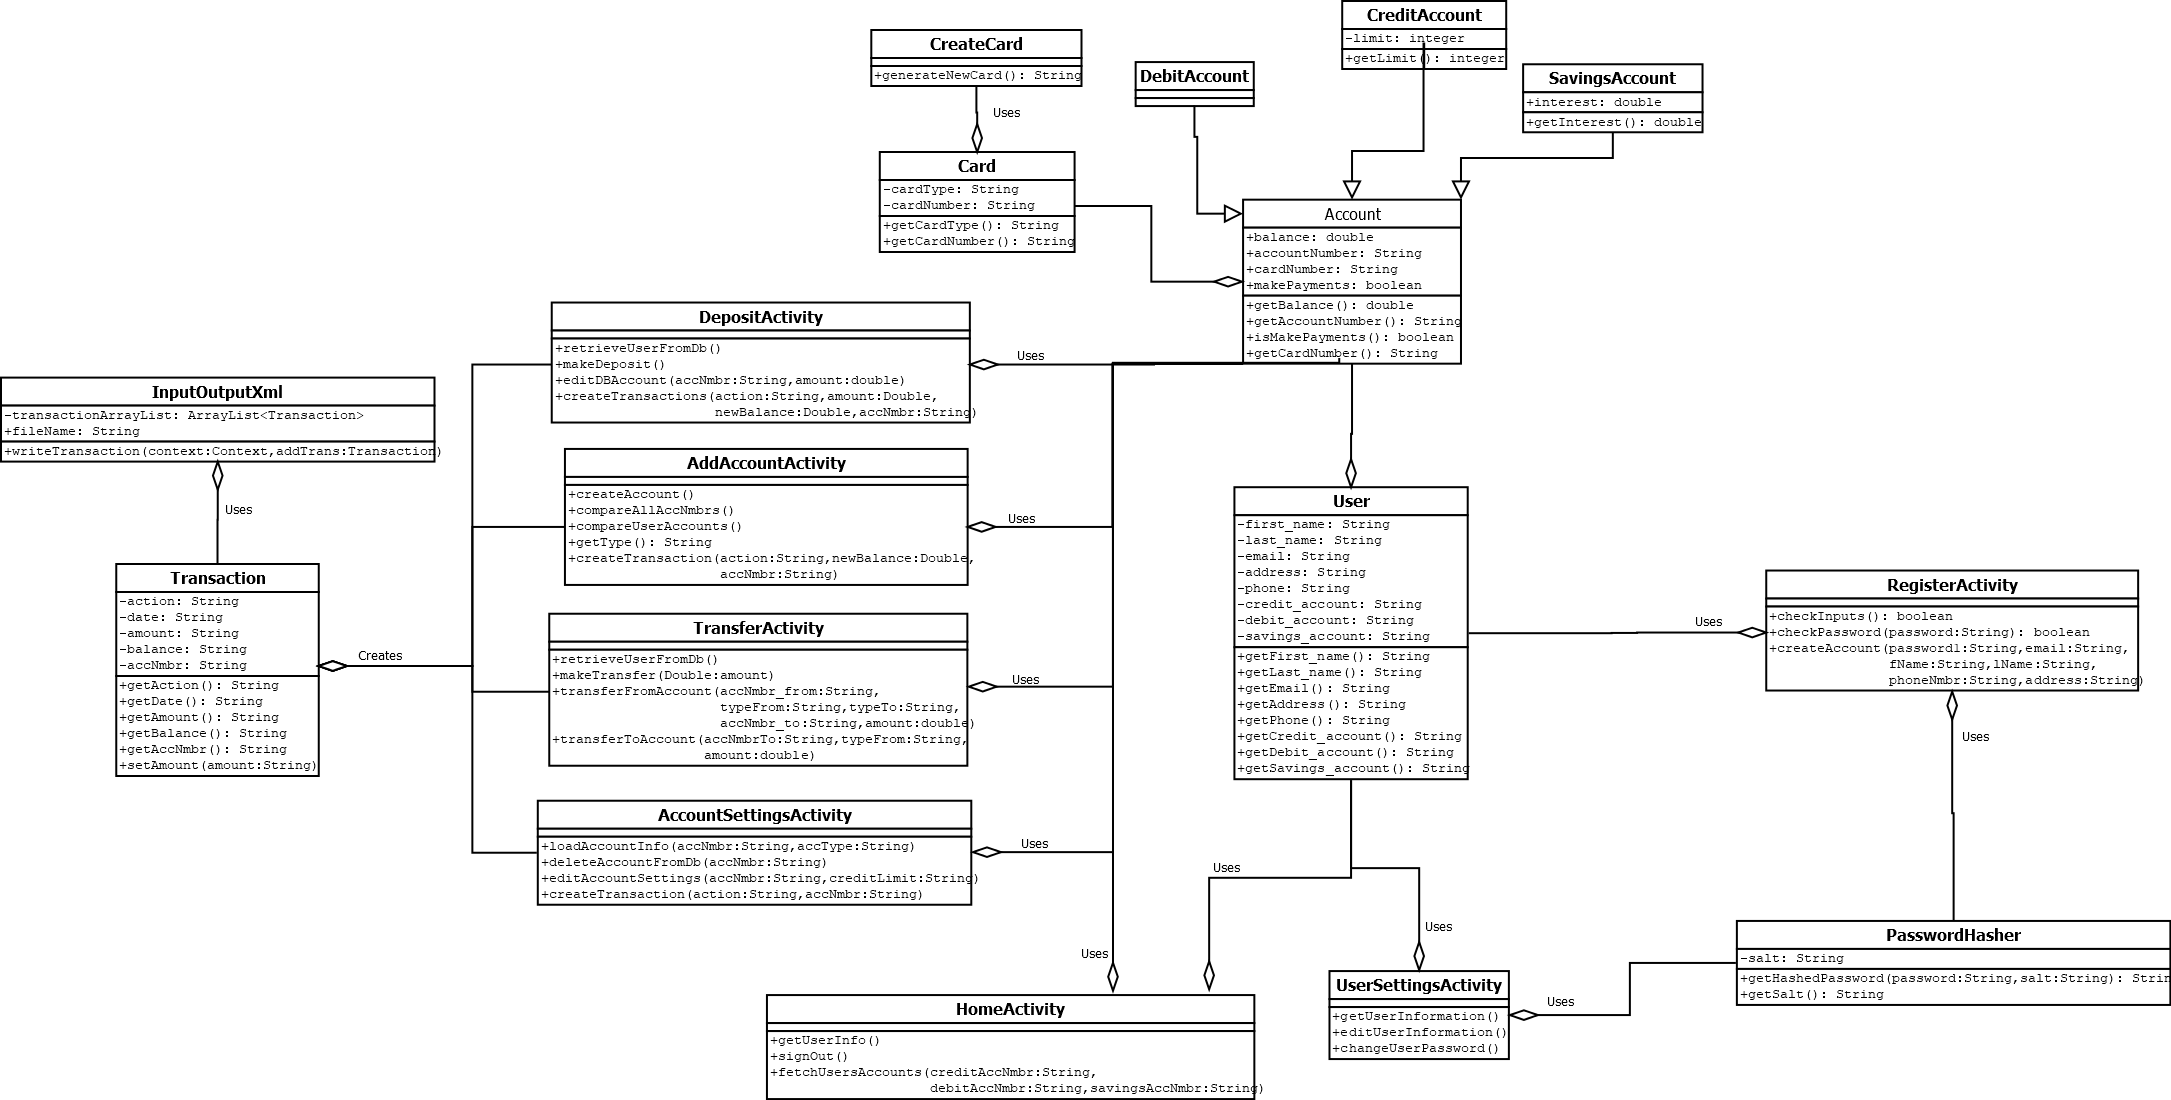 CreditAccount
-limit: integer
+getLimit(): integer
CreateCard
+generateNewCard(): String
DebitAccount
SavingsAccount
+interest: double
+getInterest(): double
Uses
Card
-cardType: String
-cardNumber: String
+getCardType(): String
+getCardNumber(): String
Account
+balance: double
+accountNumber: String
+cardNumber: String
+makePayments: boolean
+getBalance(): double
+getAccountNumber(): String
+isMakePayments(): boolean
+getCardNumber(): String
DepositActivity
+retrieveUserFromDb()
+makeDeposit()
+editDBAccount(accNmbr:String,amount:double)
+createTransactions(action:String,amount:Double,
newBalance:Double,accNmbr:String)
Uses
InputOutputXml
-transactionArrayList: ArrayList<Transaction>
+fileName: String
+writeTransaction(context:Context,addTrans:Transaction)
Uses
AddAccountActivity
+createAccount()
+compareAllAccNmbrs()
+compareUserAccounts()
+getType(): String
+createTransaction(action:String,newBalance:Double,
accNmbr:String)
Uses
User
-first_name: String
-last_name: String
-email: String
-address: String
-phone: String
-credit_account: String
-debit_account: String
-savings_account: String
+getFirst_name(): String
+getLast_name(): String
+getEmail(): String
+getAddress(): String
+getPhone(): String
+getCredit_account(): String
+getDebit_account(): String
+getSavings_account(): String
Transaction
-action: String
-date: String
-amount: String
-balance: String
-accNmbr: String
+getAction(): String
+getDate(): String
+getAmount(): String
+getBalance(): String
+getAccNmbr(): String
+setAmount(amount:String)
Creates
TransferActivity
+retrieveUserFromDb()
+makeTransfer(Double:amount)
+transferFromAccount(accNmbr_from:String,
typeFrom:String,typeTo:String,
accNmbr_to:String,amount:double)
+transferToAccount(accNmbrTo:String,typeFrom:String,
amount:double)
Uses
Uses
RegisterActivity
+checkInputs(): boolean
+checkPassword(password:String): boolean
+createAccount(password1:String,email:String,
fName:String,lName:String,
phoneNmbr:String,address:String)
Uses
AccountSettingsActivity
+loadAccountInfo(accNmbr:String,accType:String)
+deleteAccountFromDb(accNmbr:String)
+editAccountSettings(accNmbr:String,creditLimit:String)
+createTransaction(action:String,accNmbr:String)
Uses
Uses
Uses
Uses
PasswordHasher
-salt: String
+getHashedPassword(password:String,salt:String): Strin
+getSalt(): String
HomeActivity
+getUserInfo()
+signOut()
+fetchUsersAccounts(creditAccNmbr:String,
debitAccNmbr:String,savingsAccNmbr:String)
UserSettingsActivity
+getUserInformation()
+editUserInformation()
+changeUserPassword()
Uses